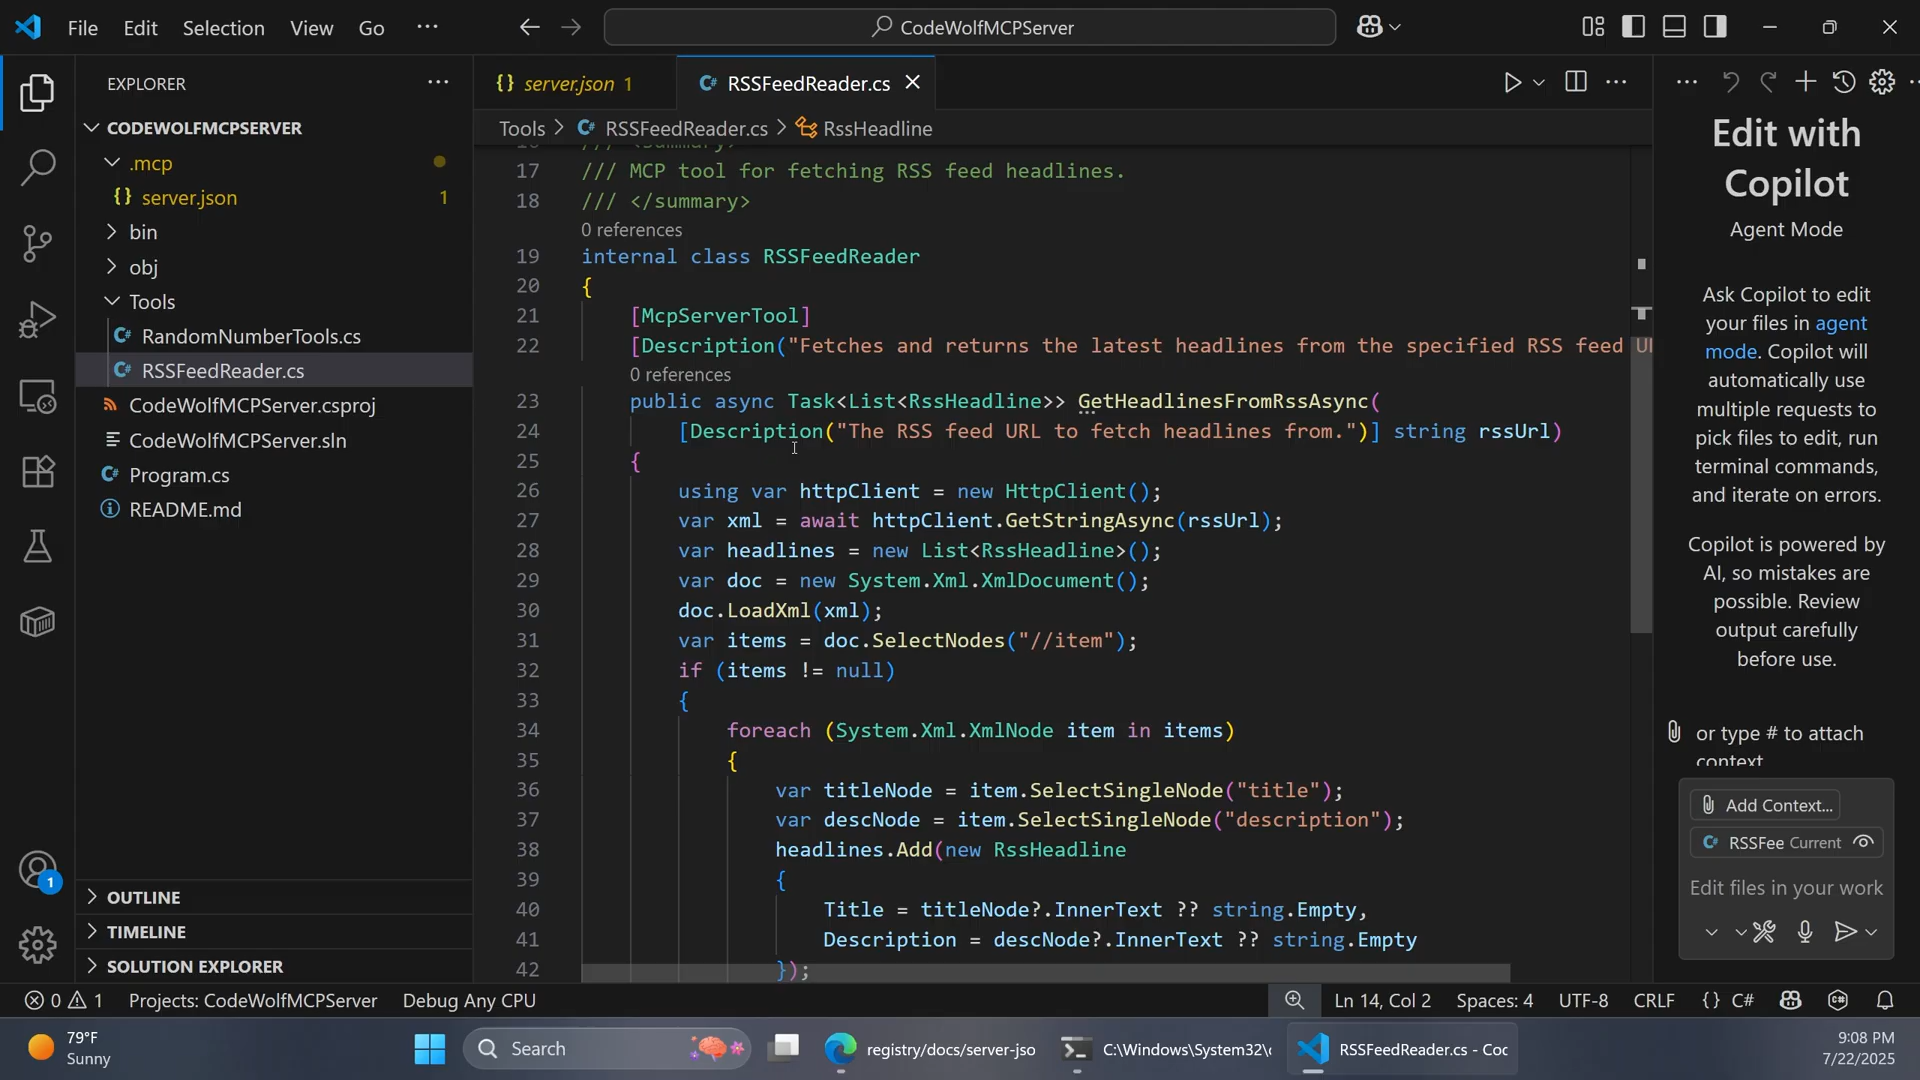 File Edit Selection View Go ··· CodeWolfMCPServer
EXPLORER
CODEWOLFMCPSERVER
.mcp
{} server.json 1
bin
obj
Tools
C# RandomNumberTools.cs
C# RSSFeedReader.cs
CodeWolfMCPServer.csproj
CodeWolfMCPServer.sln
C# Program.cs
README.md
OUTLINE
TIMELINE
SOLUTION EXPLORER
1
{} server.json 1
C# RSSFeedReader.cs
Tools > C# RSSFeedReader.cs > RssHeadline
16 /// <summary>
17 /// MCP tool for fetching RSS feed headlines.
18 /// </summary>
0 references
19 internal class RSSFeedReader
20 {
21 [McpServerTool]
22 [Description("Fetches and returns the latest headlines from the specified RSS feed
0 references
23 public async Task<List<RssHeadline>> GetHeadlinesFromRssAsync(
24 [Description("The RSS feed URL to fetch headlines from.")] string rssUrl)
25 {
26 using var httpClient = new HttpClient();
27 var xml = await httpClient.GetStringAsync(rssUrl);
28 var headlines = new List<RssHeadline>();
29 var doc = new System.Xml.XmlDocument();
30 doc.LoadXml(xml);
31 var items = doc.SelectNodes("//item");
32 if (items != null)
33 {
34 foreach (System.Xml.XmlNode item in items)
35 {
36 var titleNode = item.SelectSingleNode("title");
37 var descNode = item.SelectSingleNode("description");
38 headlines.Add(new RssHeadline
39 {
40 Title = titleNode?.InnerText ?? string.Empty,
41 Description = descNode?.InnerText ?? string.Empty
42 });
Edit with
Copilot
Agent Mode
Ask Copilot to edit
your files in agent
mode. Copilot will
automatically use
multiple requests to
pick files to edit, run
terminal commands,
and iterate on errors.
Copilot is powered by
AI, so mistakes are
possible. Review
output carefully
before use.
or type # to attach
context
Add Context...
C# RSSFee Current
Edit files in your work
0 1 Projects: CodeWolfMCPServer Debug Any CPU Ln 14, Col 2 Spaces: 4 UTF-8 CRLF {} C#
79°F
Sunny
Search
registry/docs/server-jso
C:\Windows\System32\c
RSSFeedReader.cs - Coc
9:08 PM
7/22/2025